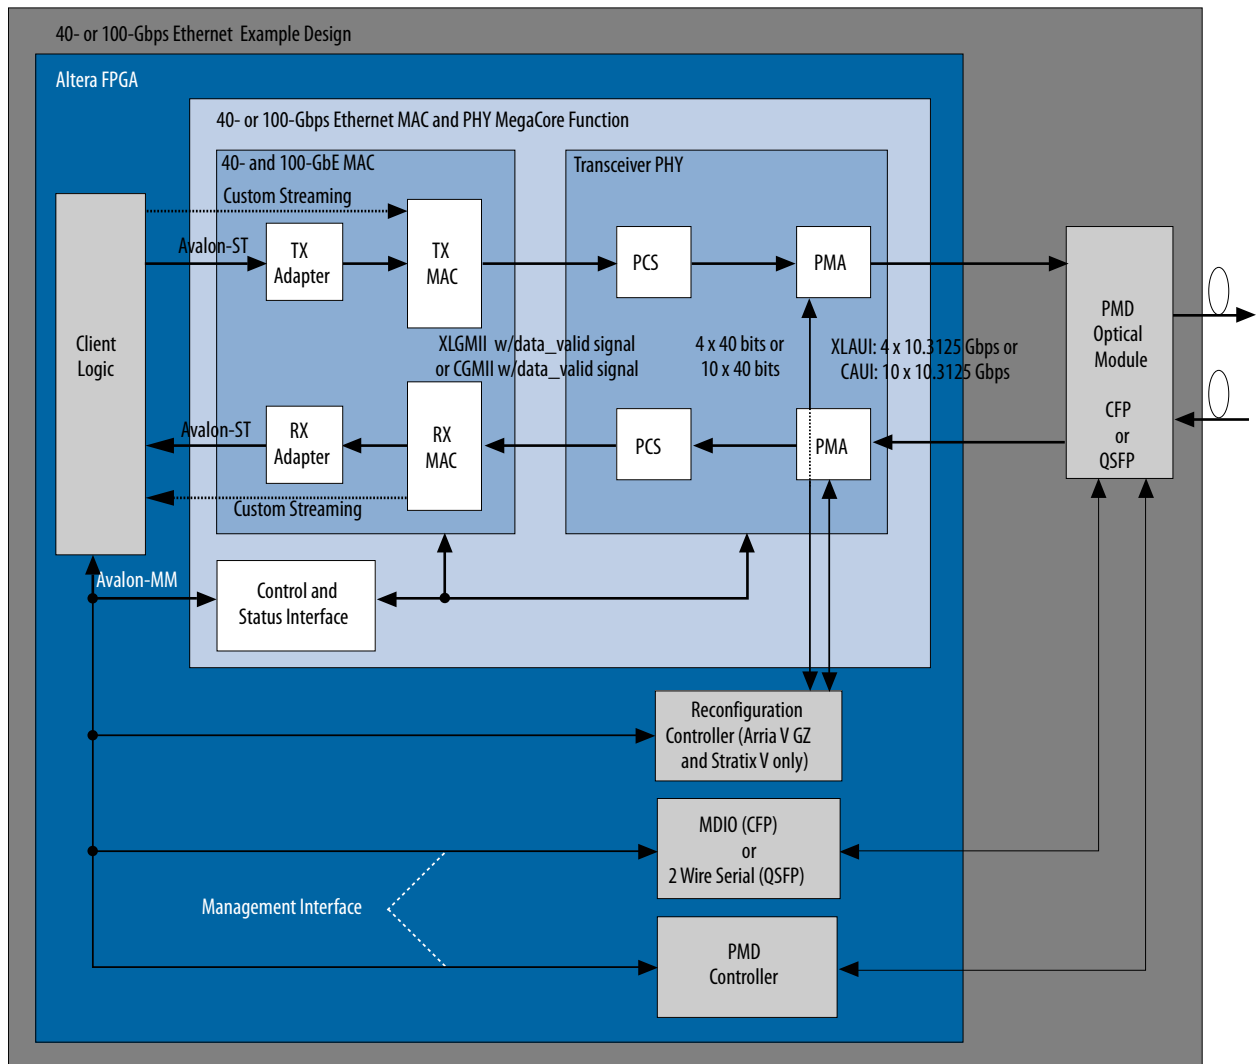 40- or 100-Gbps Ethernet Example Design
Altera FPGA
40- or 100-Gbps Ethernet MAC and PHY MegaCore Function
40- and 100-GbE MAC
Transceiver PHY
Custom Streaming
Avalon-ST
TX
Adapter
TX
MAC
PCS
PMA
Client
Logic
XLGMII w/data_valid signal
or CGMII w/data_valid signal
4 x 40 bits or
10 x 40 bits
XLAUI: 4 x 10.3125 Gbps or
CAUI: 10 x 10.3125 Gbps
PMD
Optical
Module
CFP
or
QSFP
Avalon-ST
RX
Adapter
RX
MAC
PCS
PMA
Custom Streaming
Avalon-MM
Control and
Status Interface
Reconfiguration
Controller (Arria V GZ
and Stratix V only)
MDIO (CFP)
or
2 Wire Serial (QSFP)
Management Interface
PMD
Controller